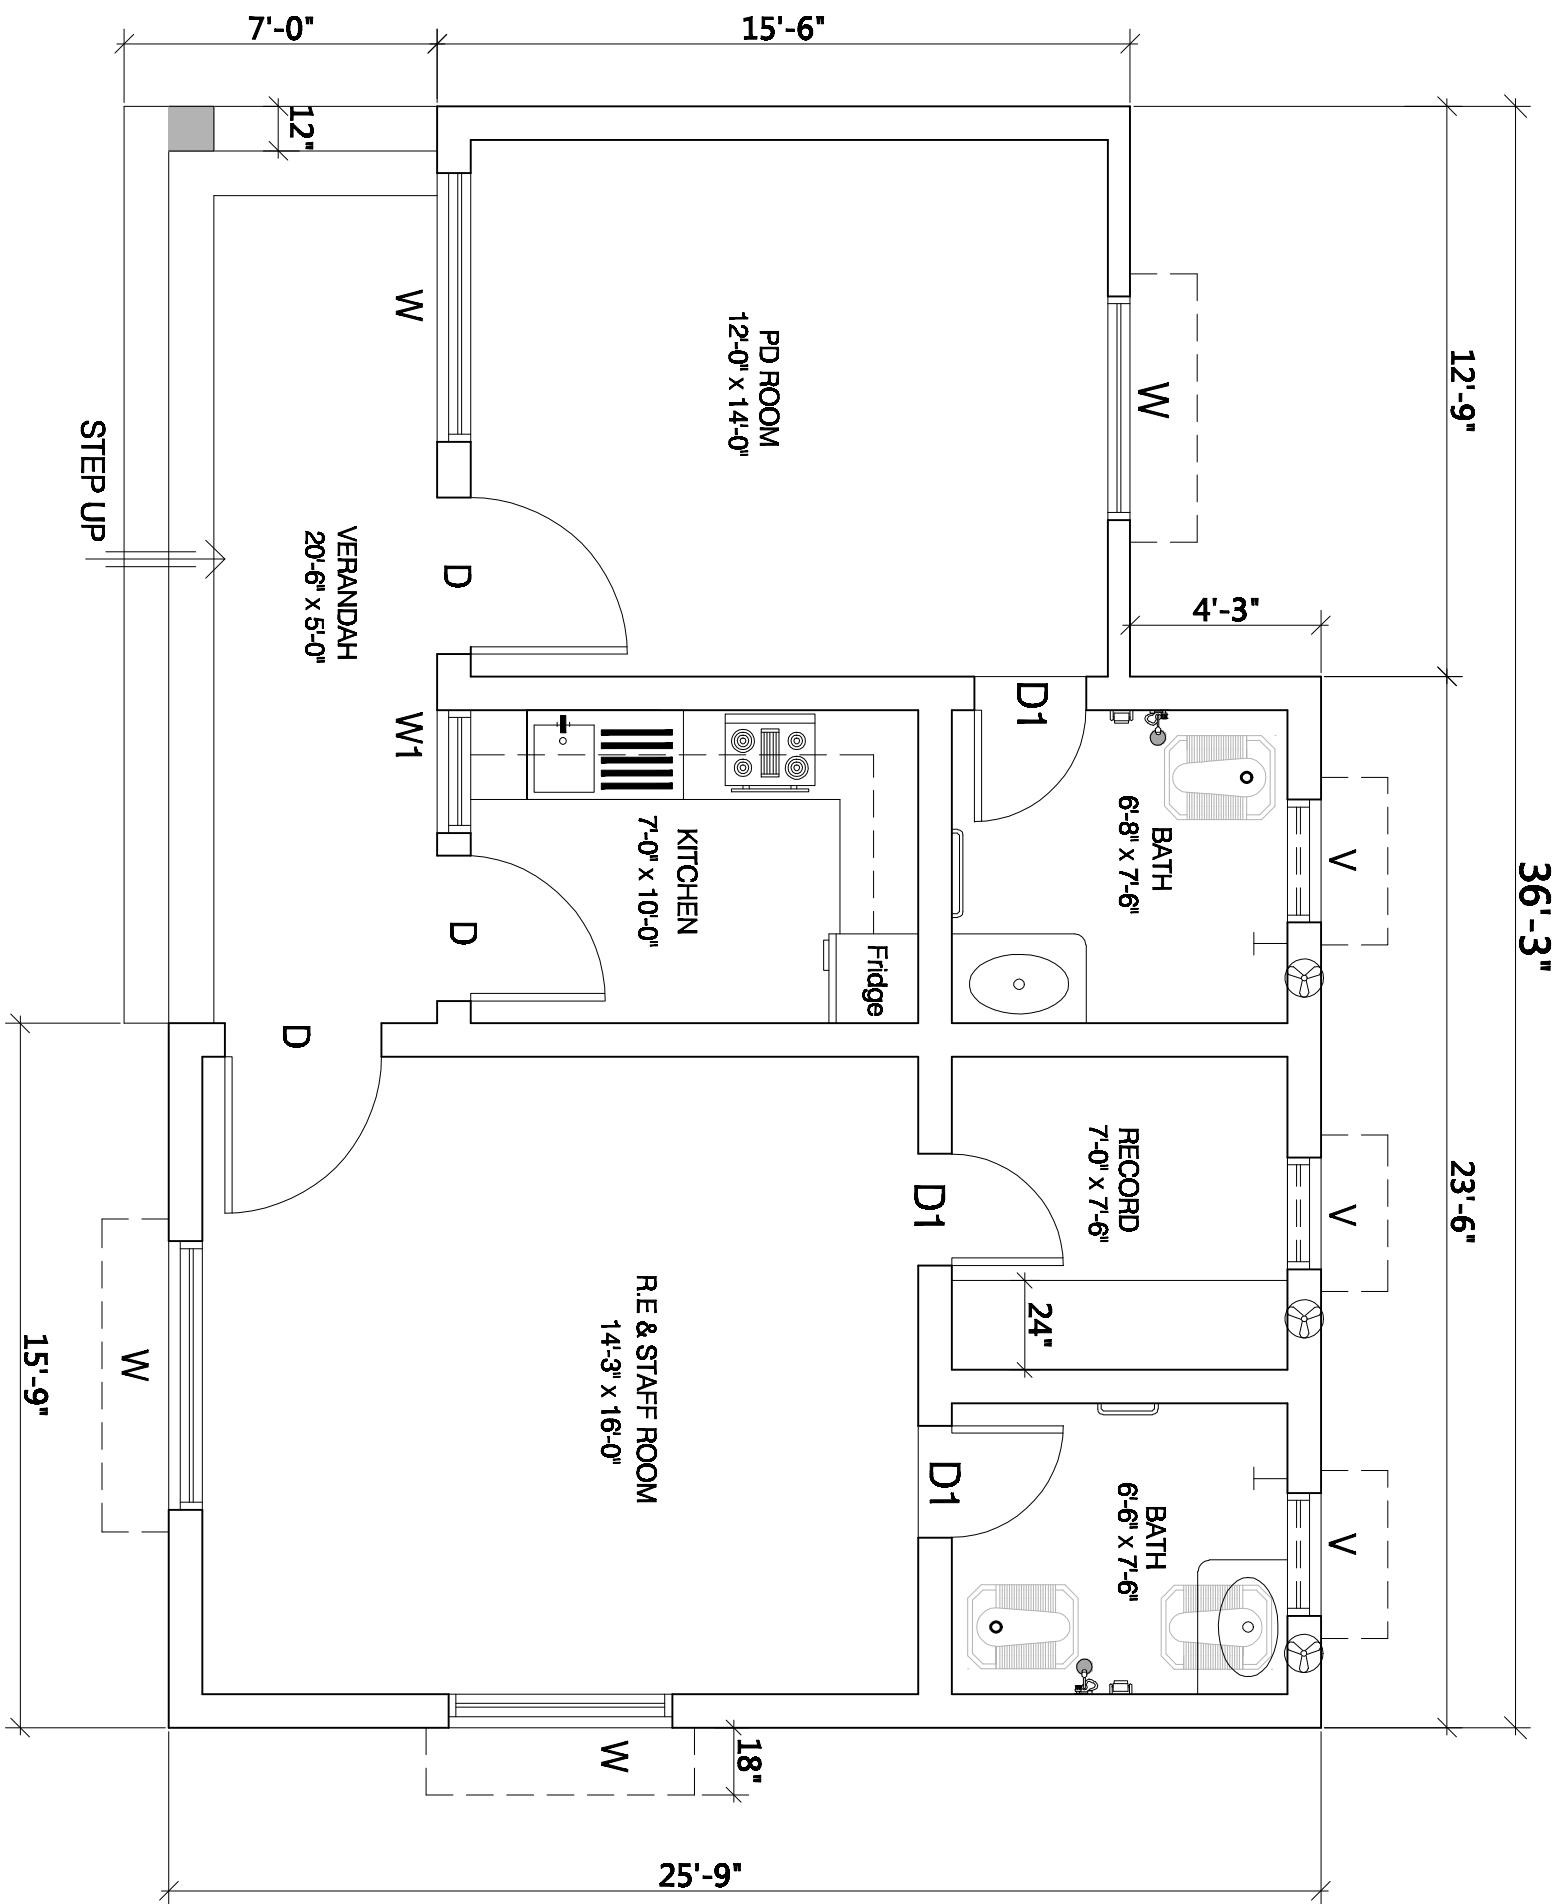 7'-0"
15'-6"
12"
36'-3"
12'-9"
23'-6"
4'-3"
W
W
PD ROOM
12'-0" x 14'-0"
STEP UP
VERANDAH
20'-6" x 5'-0"
D
D1
W1
KITCHEN
7'-0" x 10'-0"
BATH
6'-8" x 7'-6"
V
D
Fridge
D
RECORD
7'-0" x 7'-6"
V
D1
24"
R.E & STAFF ROOM
14'-3" x 16'-0"
W
15'-9"
D1
BATH
6'-6" x 7'-6"
V
W
18"
25'-9"